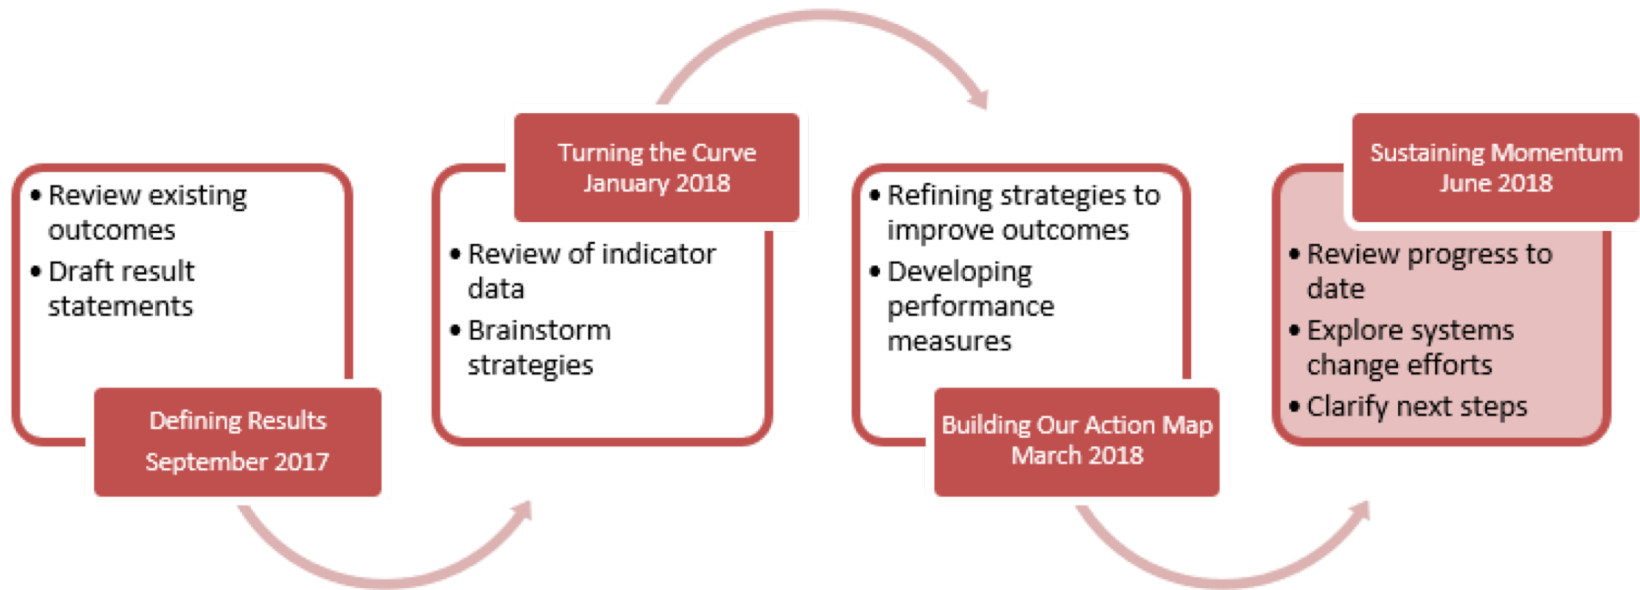 • Review existing
outcomes
• Draft result
statements
Defining Results
September 2017
Turning the Curve
January 2018
• Review of indicator
data
• Brainstorm
strategies
• Refining strategies to
improve outcomes
• Developing
performance
measures
Building Our Action Map
March 2018
Sustaining Momentum
June 2018
• Review progress to
date
• Explore systems
change efforts
• Clarify next steps